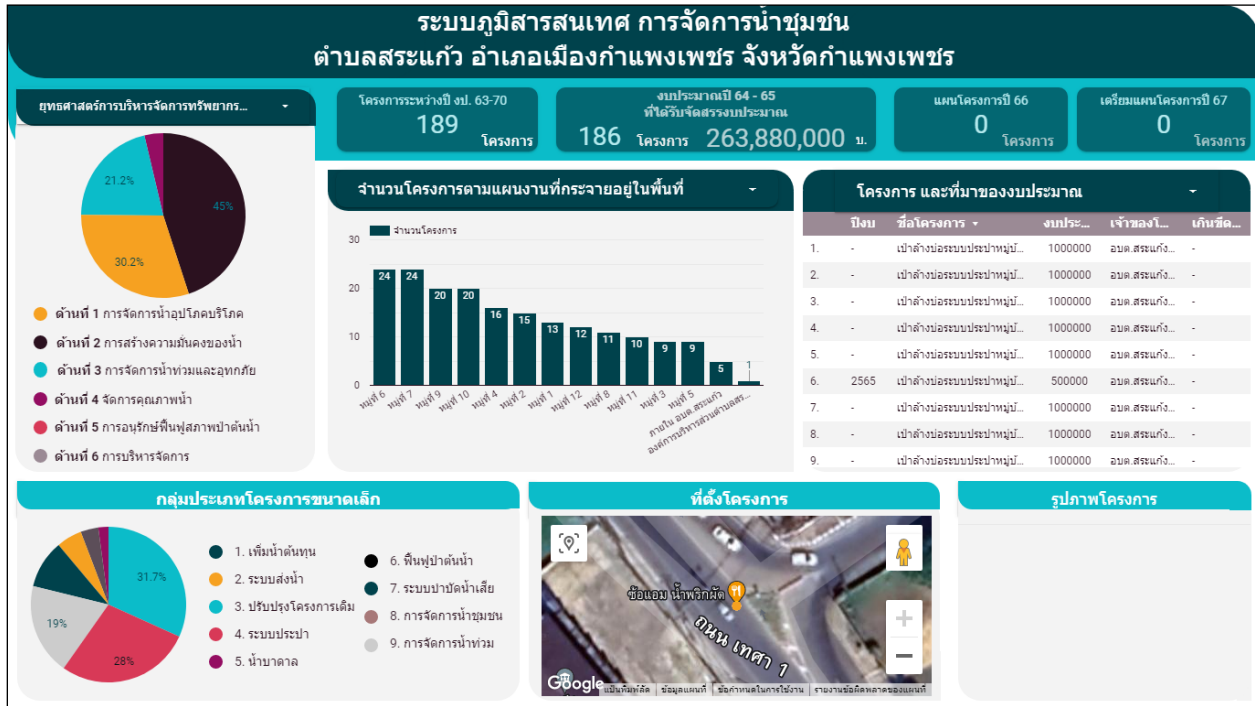 ระบบภูมิสารสนเทศ การจัดการน้ำชุมชน
ตำบลสระแก้ว อำเภอเมืองกำแพงเพชร จังหวัดกำแพงเพชร
ยุทธศาสตร์การบริหารจัดการทรัพยากร...
โครงการระหว่างปี งป. 63-70
189 โครงการ
งบประมาณปี 64 - 65
ที่ได้รับจัดสรรงบประมาณ
186 โครงการ 263,880,000 บ.
แผนโครงการปี 66
0 โครงการ
เตรียมแผนโครงการปี 67
0 โครงการ
21.2%
45%
30.2%
ด้านที่ 1 การจัดการน้ำอุปโภคบริโภค
ด้านที่ 2 การสร้างความมั่นคงของน้ำ
ด้านที่ 3 การจัดการน้ำท่วมและอุทกภัย
ด้านที่ 4 จัดการคุณภาพน้ำ
ด้านที่ 5 การอนุรักษ์ฟื้นฟูสภาพป่าต้นน้ำ
ด้านที่ 6 การบริหารจัดการ
จำนวนโครงการตามแผนงานที่กระจายอยู่ในพื้นที่
จำนวนโครงการ
30
20
10
0
24 24 20 20 16 15 13 12 11 10 9 9 5 1
หมู่ที่ 6 หมู่ที่ 7 หมู่ที่ 9 หมู่ที่ 10 หมู่ที่ 4 หมู่ที่ 2 หมู่ที่ 1 หมู่ที่ 12 หมู่ที่ 8 หมู่ที่ 11 หมู่ที่ 3 หมู่ที่ 5 ภายใน อบต.สระแก้ว องค์การบริหารส่วนตำบลสร...
โครงการ และที่มาของงบประมาณ
ปีงบ ชื่อโครงการ งบประ... เจ้าของโ... เกินขีด...
1. - เป่าล้างบ่อระบบประปาหมู่บ้... 1000000 อบต.สระแก้ง... -
2. - เป่าล้างบ่อระบบประปาหมู่บ้... 1000000 อบต.สระแก้ง... -
3. - เป่าล้างบ่อระบบประปาหมู่บ้... 1000000 อบต.สระแก้ง... -
4. - เป่าล้างบ่อระบบประปาหมู่บ้... 1000000 อบต.สระแก้ง... -
5. - เป่าล้างบ่อระบบประปาหมู่บ้... 1000000 อบต.สระแก้ง... -
6. 2565 เป่าล้างบ่อระบบประปาหมู่บ้... 500000 อบต.สระแก้ง... -
7. - เป่าล้างบ่อระบบประปาหมู่บ้... 1000000 อบต.สระแก้ง... -
8. - เป่าล้างบ่อระบบประปาหมู่บ้... 1000000 อบต.สระแก้ง... -
9. - เป่าล้างบ่อระบบประปาหมู่บ้... 1000000 อบต.สระแก้ง... -
กลุ่มประเภทโครงการขนาดเล็ก
31.7%
19%
28%
1. เพิ่มน้ำต้นทุน
2. ระบบส่งน้ำ
3. ปรับปรุงโครงการเดิม
4. ระบบประปา
5. น้ำบาดาล
6. ฟื้นฟูป่าต้นน้ำ
7. ระบบบำบัดน้ำเสีย
8. การจัดการน้ำชุมชน
9. การจัดการน้ำท่วม
ที่ตั้งโครงการ
ซ้อแอม น้ำพริกผัด
ถนน เทศา 1
Google
แป้นพิมพ์ลัด ข้อมูลแผนที่ ข้อกำหนดในการใช้งาน รายงานข้อผิดพลาดของแผนที่
รูปภาพโครงการ